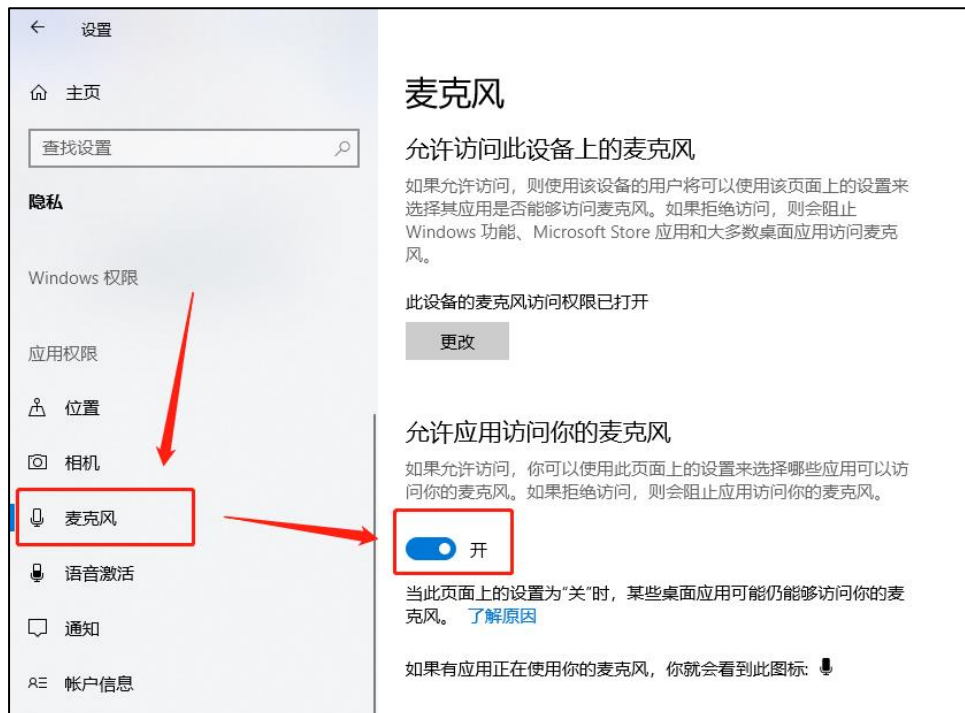 设置
主页
查找设置
隐私
Windows 权限
应用权限
位置
相机
麦克风
语音激活
通知
帐户信息
麦克风
允许访问此设备上的麦克风
如果允许访问，则使用该设备的用户将可以使用该页面上的设置来
选择其应用是否能够访问麦克风。如果拒绝访问，则会阻止
Windows 功能、Microsoft Store 应用和大多数桌面应用访问麦克
风。
此设备的麦克风访问权限已打开
更改
允许应用访问你的麦克风
如果允许访问，你可以使用此页面上的设置来选择哪些应用可以访
问你的麦克风。如果拒绝访问，则会阻止应用访问你的麦克风。
开
当此页面上的设置为“关”时，某些桌面应用可能仍能够访问你的麦
克风。 了解原因
如果有应用正在使用你的麦克风，你就会看到此图标: